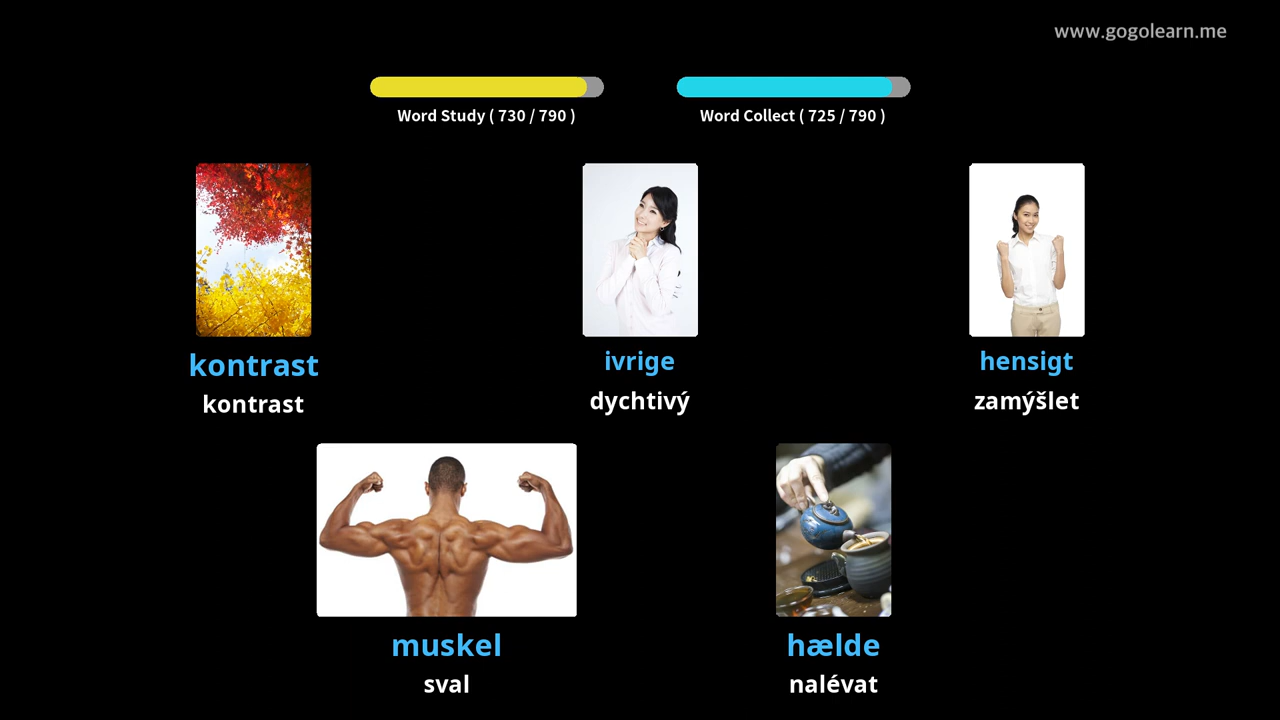 www.gogolearn.me
Word Study ( 730 / 790 )
Word Collect ( 725 / 790 )
kontrast
kontrast
ivrige
dychtivý
hensigt
zamýšlet
muskel
sval
hælde
nalévat